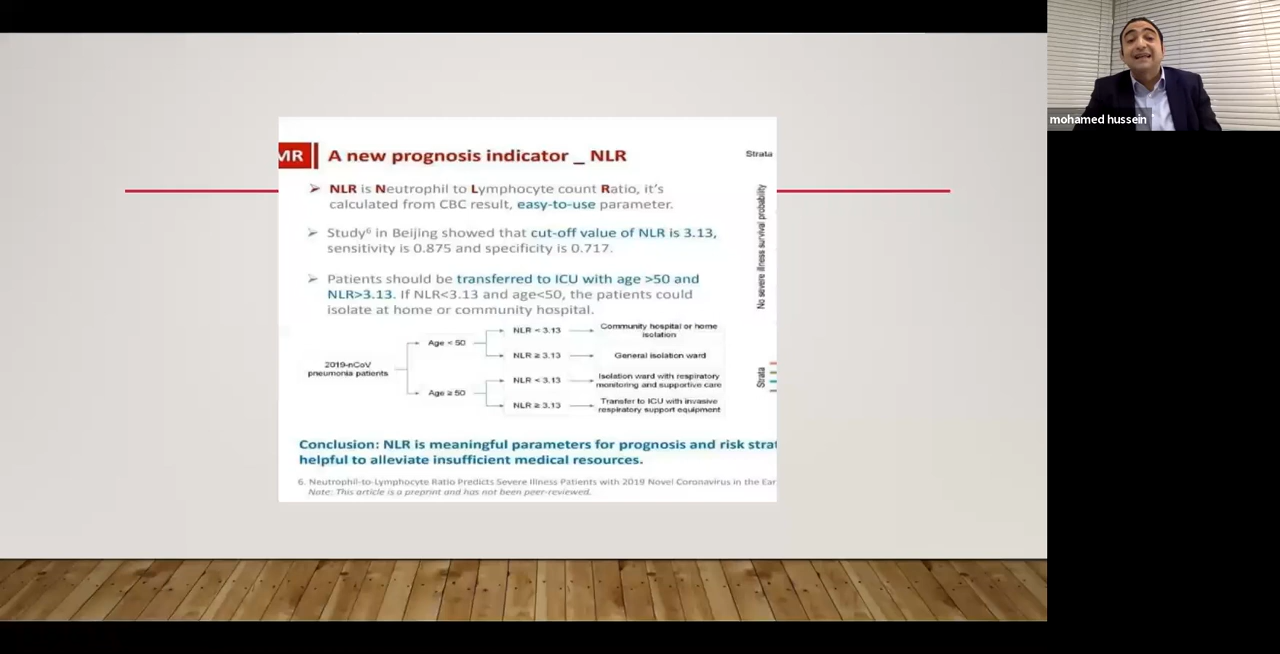 MR
A new prognosis indicator _ NLR
Strata
➢ NLR is Neutrophil to Lymphocyte count Ratio, it's
calculated from CBC result, easy-to-use parameter.
➢ Study⁶ in Beijing showed that cut-off value of NLR is 3.13,
sensitivity is 0.875 and specificity is 0.717.
➢ Patients should be transferred to ICU with age >50 and
NLR>3.13. If NLR<3.13 and age<50, the patients could
isolate at home or community hospital.
No severe illness survival probability
Strata
2019-nCoV
pneumonia patients
Age < 50
NLR < 3.13
Community hospital or home
isolation
NLR ≥ 3.13
General isolation ward
Age ≥ 50
NLR < 3.13
Isolation ward with respiratory
monitoring and supportive care
NLR ≥ 3.13
Transfer to ICU with invasive
respiratory support equipment
Conclusion: NLR is meaningful parameters for prognosis and risk strat
helpful to alleviate insufficient medical resources.
6. Neutrophil-to-Lymphocyte Ratio Predicts Severe Illness Patients with 2019 Novel Coronavirus in the Ear
Note: This article is a preprint and has not been peer-reviewed.
mohamed hussein